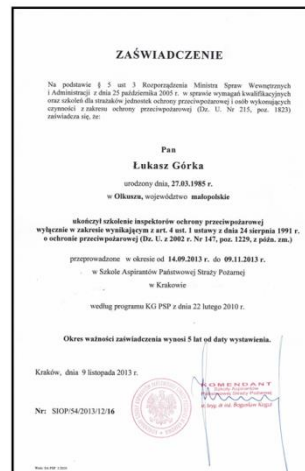 ZAŚWIADCZENIE
Na podstawie § 5 ust 3 Rozporządzenia Ministra Spraw Wewnętrznych
i Administracji z dnia 25 października 2005 r. w sprawie wymagań kwalifikacyjnych
oraz szkoleń dla strażaków jednostek ochrony przeciwpożarowej i osób wykonujących
czynności z zakresu ochrony przeciwpożarowej (Dz. U. Nr 215, poz. 1823)
zaświadcza się, że:
Pan
Łukasz Górka
urodzony dnia, 27.03.1985 r.
w Olkuszu, województwo małopolskie
ukończył szkolenie inspektorów ochrony przeciwpożarowej
wyłącznie w zakresie wynikającym z art. 4 ust. 1 ustawy z dnia 24 sierpnia 1991 r.
o ochronie przeciwpożarowej (Dz. U. z 2002 r. Nr 147, poz. 1229, z późn. zm.)
przeprowadzone w okresie od 14.09.2013 r. do 09.11.2013 r.
w Szkole Aspirantów Państwowej Straży Pożarnej
w Krakowie
według programu KG PSP z dnia 22 lutego 2010 r.
Okres ważności zaświadczenia wynosi 5 lat od daty wystawienia.
Kraków, dnia 9 listopada 2013 r.
KOMENDANT
Szkoły Aspirantów
Państwowej Straży Pożarnej
Nr: SIOP/54/2013/12/16